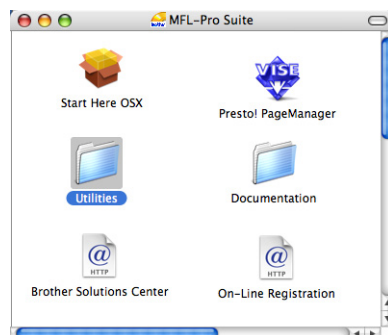 MFL-Pro Suite
VISE
Start Here OSX
Presto! PageManager
Utilities
Documentation
@
HTTP
@
HTTP
Brother Solutions Center
On-Line Registration